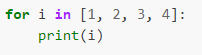 for i in [1, 2, 3, 4]:
    print(i)